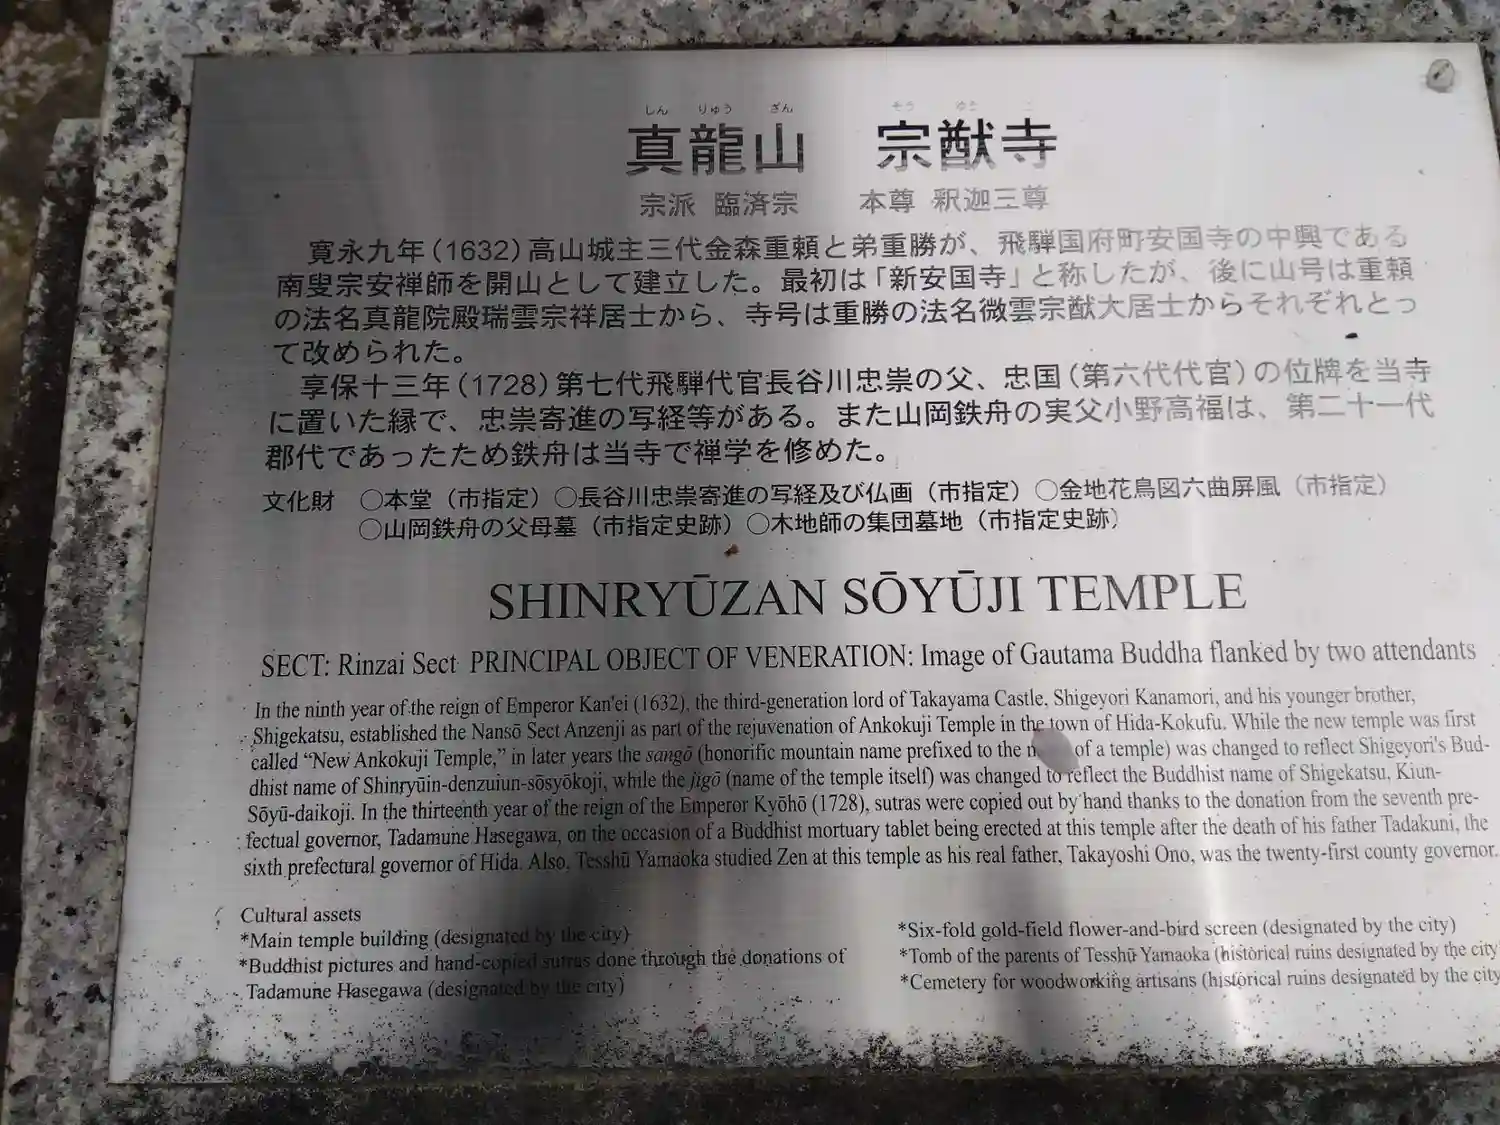 しん りゅう ざん そう ゆう じ
真龍山 宗猷寺
宗派 臨済宗 本尊 釈迦三尊
寛永九年（1632）高山城主三代金森重頼と弟重勝が、飛騨国府町安国寺の中興である
南叟宗安禅師を開山として建立した。最初は「新安国寺」と称したが、後に山号は重頼
の法名真龍院殿瑞雲宗祥居士から、寺号は重勝の法名微雲宗猷大居士からそれぞれとっ
て改められた。
享保十三年（1728）第七代飛騨代官長谷川忠崇の父、忠国（第六代代官）の位牌を当寺
に置いた縁で、忠崇寄進の写経等がある。また山岡鉄舟の実父小野高福は、第二十一代
郡代であったため鉄舟は当寺で禅学を修めた。
文化財 〇本堂（市指定）〇長谷川忠崇寄進の写経及び仏画（市指定）〇金地花鳥図六曲屏風（市指定）
〇山岡鉄舟の父母墓（市指定史跡）〇木地師の集団墓地（市指定史跡）
SHINRYŪZAN SŌYŪJI TEMPLE
SECT: Rinzai Sect PRINCIPAL OBJECT OF VENERATION: Image of Gautama Buddha flanked by two attendants
In the ninth year of the reign of Emperor Kan'ei (1632), the third-generation lord of Takayama Castle, Shigeyori Kanamori, and his younger brother,
Shigekatsu, established the Nansō Sect Anzenji as part of the rejuvenation of Ankokuji Temple in the town of Hida-Kokufu. While the new temple was first
called “New Ankokuji Temple,” in later years the sangō (honorific mountain name prefixed to the of a temple) was changed to reflect Shigeyori's Bud-
dhist name of Shinryūin-denzuiun-sōsyōkoji, while the jigō (name of the temple itself) was changed to reflect the Buddhist name of Shigekatsu, Kiun-
Sōyū-daikoji. In the thirteenth year of the reign of the Emperor Kyōhō (1728), sutras were copied out by hand thanks to the donation from the seventh pre-
fectual governor, Tadamune Hasegawa, on the occasion of a Buddhist mortuary tablet being erected at this temple after the death of his father Tadakuni, the
sixth prefectural governor of Hida. Also, Tesshū Yamaoka studied Zen at this temple as his real father, Takayoshi Ono, was the twenty-first county governor.
Cultural assets
*Main temple building (designated by the city)
*Buddhist pictures and hand-copied sutras done through the donations of
Tadamune Hasegawa (designated by the city)
*Six-fold gold-field flower-and-bird screen (designated by the city)
*Tomb of the parents of Tesshū Yamaoka (historical ruins designated by the city
*Cemetery for woodworking artisans (historical ruins designated by the city